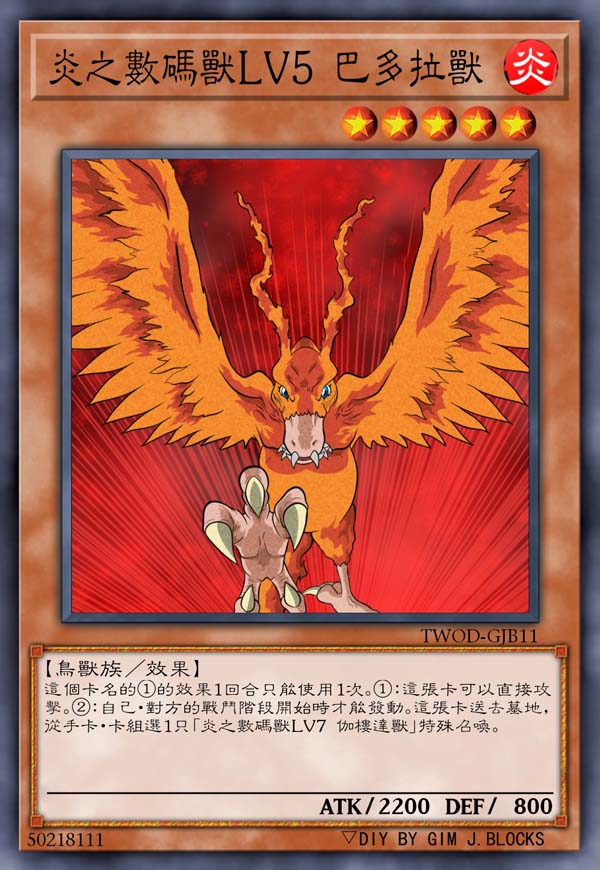 炎之數碼獸LV5 巴多拉獸
炎
TWOD-GJB11
【鳥獸族／效果】
這個卡名的①的效果1回合只能使用1次。①：這張卡可以直接攻
擊。②：自己・對方的戰鬥階段開始時才能發動。這張卡送去墓地，
從手卡・卡組選1只「炎之數碼獸LV7 伽樓達獸」特殊召喚。
ATK/2200 DEF/ 800
50218111
▽DIY BY GIM J.BLOCKS